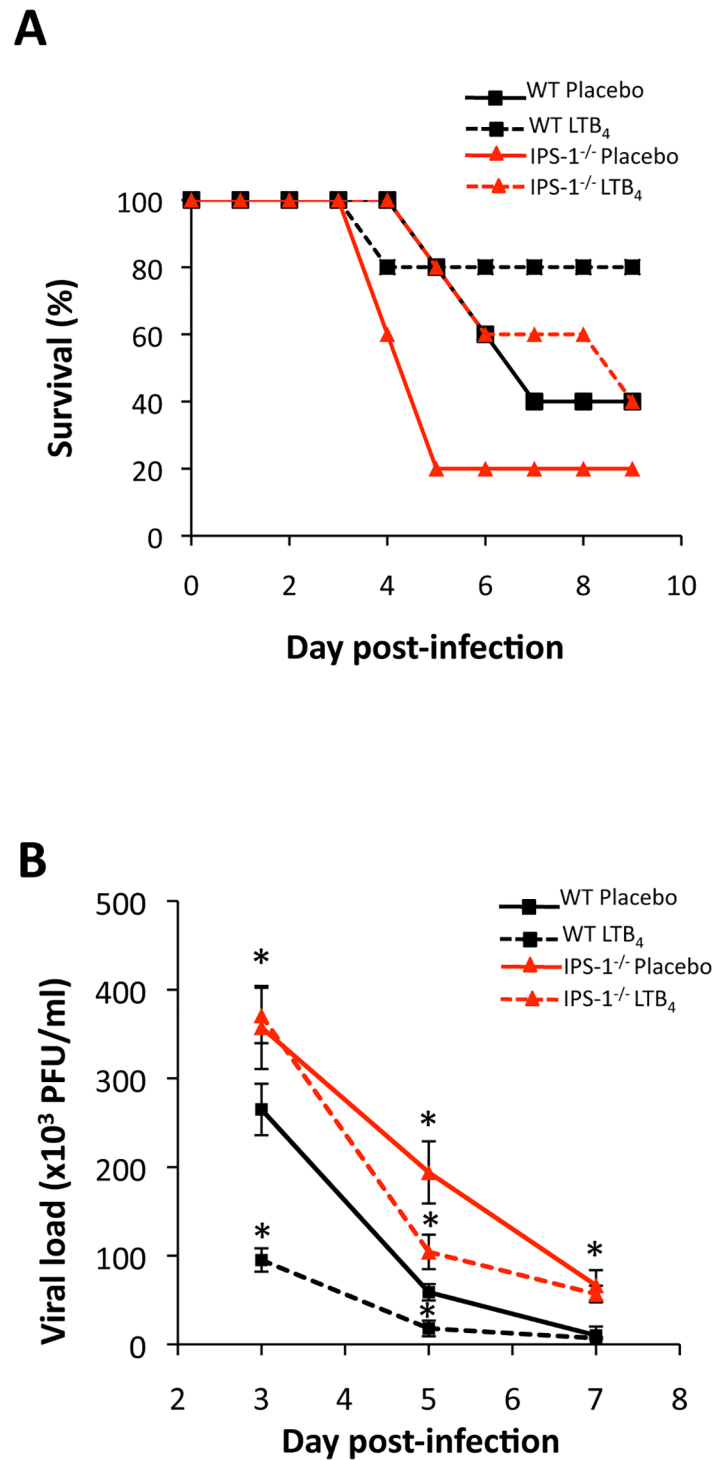 A
WT Placebo
WT LTB₄
IPS-1⁻/⁻ Placebo
IPS-1⁻/⁻ LTB₄
100
80
60
40
20
0
Survival (%)
0 2 4 6 8 10
Day post-infection
B
WT Placebo
WT LTB₄
IPS-1⁻/⁻ Placebo
IPS-1⁻/⁻ LTB₄
500
400
300
200
100
0
Viral load (x10³ PFU/ml)
*
*
*
*
*
*
2 3 4 5 6 7 8
Day post-infection